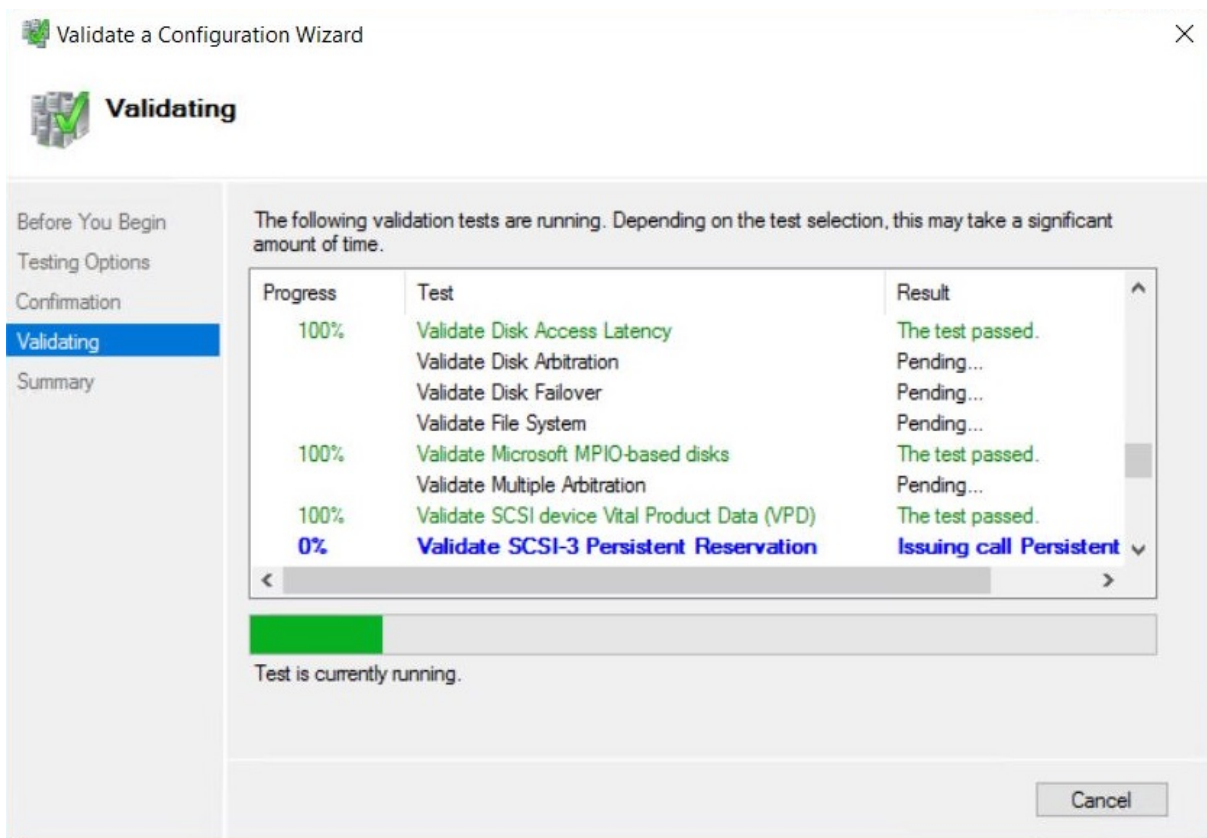 Validate a Configuration Wizard
Validating
Before You Begin
Testing Options
Confirmation
Validating
Summary
The following validation tests are running. Depending on the test selection, this may take a significant
amount of time.
Progress Test Result
100% Validate Disk Access Latency The test passed.
Validate Disk Arbitration Pending...
Validate Disk Failover Pending...
Validate File System Pending...
100% Validate Microsoft MPIO-based disks The test passed.
Validate Multiple Arbitration Pending...
100% Validate SCSI device Vital Product Data (VPD) The test passed.
0% Validate SCSI-3 Persistent Reservation Issuing call Persistent
Test is currently running.
Cancel